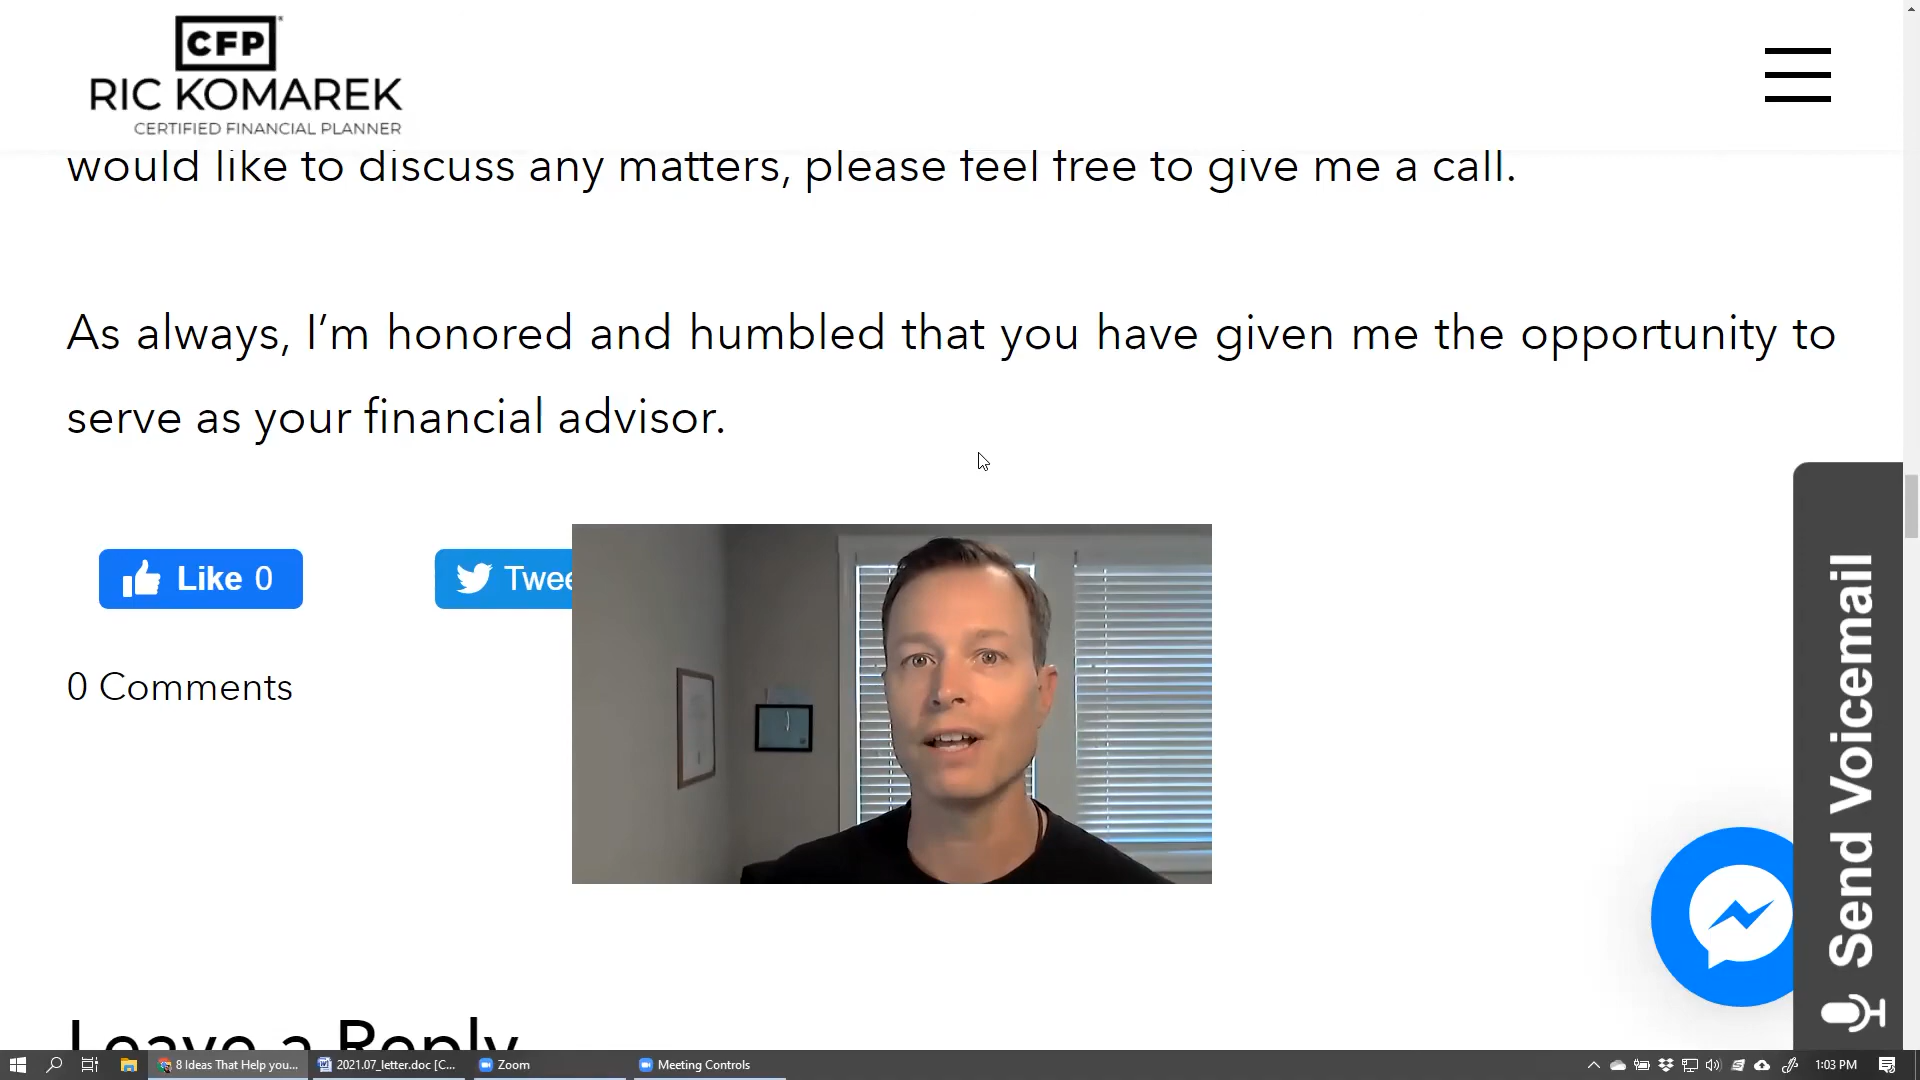 CFP
RIC KOMAREK
CERTIFIED FINANCIAL PLANNER
would like to discuss any matters, please feel free to give me a call.
As always, I’m honored and humbled that you have given me the opportunity to
serve as your financial advisor.
Like 0
Twee
0 Comments
Send Voicemail
Leave a Reply
8 Ideas That Help you...
2021.07_letter.doc [C...
Zoom
Meeting Controls
1:03 PM